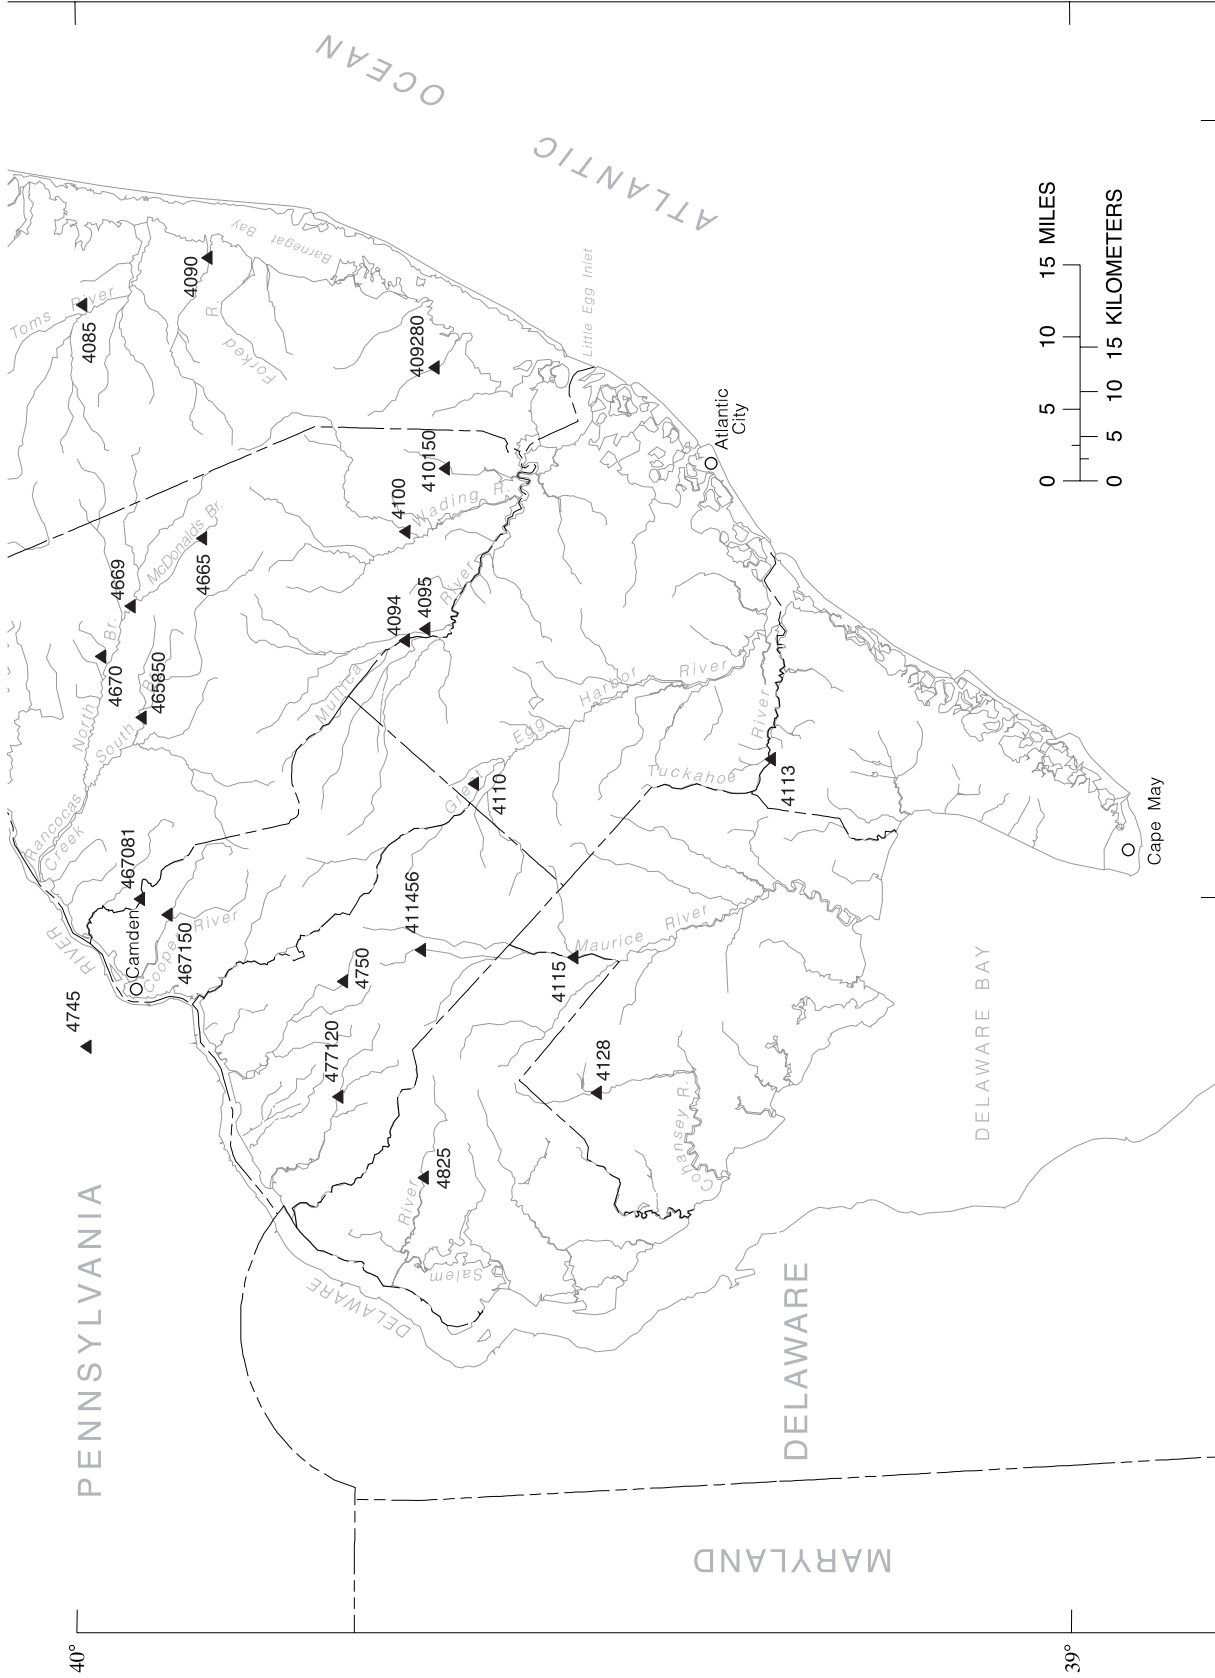 40°
39°
PENNSYLVANIA
MARYLAND
DELAWARE
DELAWARE
RIVER
DELAWARE BAY
ATLANTIC
OCEAN
Toms River
4085
4090
Forked R.
Barnegat Bay
409280
Little Egg Inlet
410150
4100
Wading R.
4094
4095
Mullica River
McDonalds Br.
4665
4669
4670
North Br.
465850
South Br.
Rancocas
Creek
467081
Camden
467150
Cooper River
4745
4750
477120
411456
4110
Great Egg Harbor River
Tuckahoe River
4113
4115
Maurice River
4128
Cohansey R.
4825
Salem River
Atlantic
City
Cape May
0 5 10 15 MILES
0 5 10 15 KILOMETERS